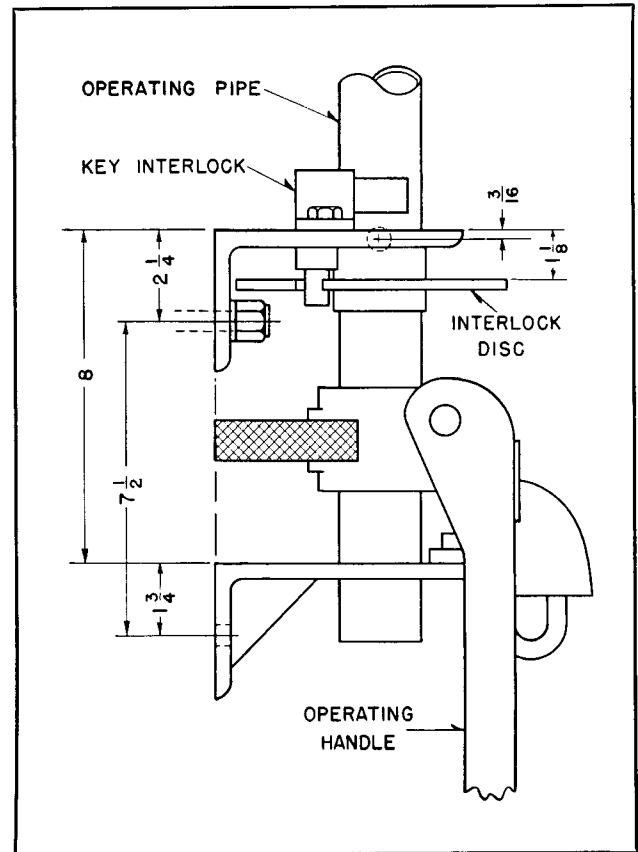 OPERATING PIPE
KEY INTERLOCK
3/16
1 1/8
2 1/4
INTERLOCK
DISC
8
7 1/2
1 3/4
OPERATING
HANDLE